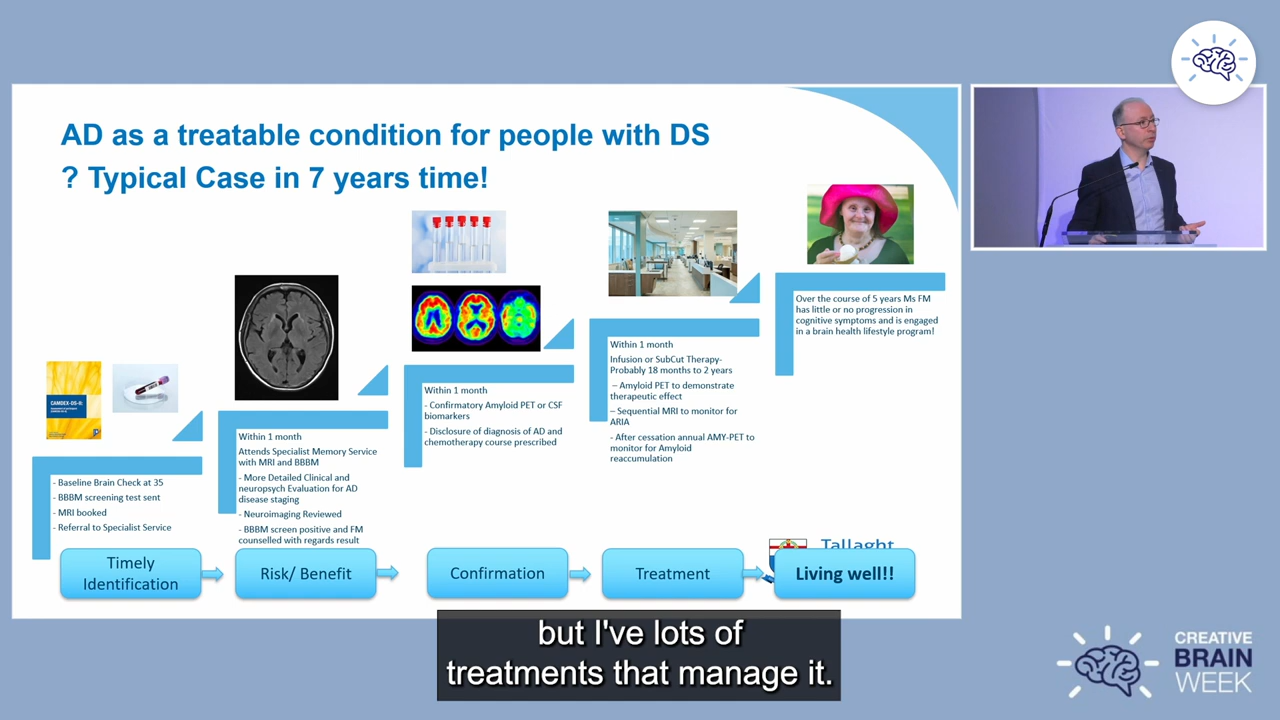 AD as a treatable condition for people with DS
? Typical Case in 7 years time!
CAMDEX-DS-II:
- Baseline Brain Check at 35
- BBBM screening test sent
- MRI booked
- Referral to Specialist Service
Within 1 month
Attends Specialist Memory Service
with MRI and BBBM
- More Detailed Clinical and
neuropsych Evaluation for AD
disease staging
- Neuroimaging Reviewed
- BBBM screen positive and FM
counselled with regards result
Within 1 month
- Confirmatory Amyloid PET or CSF
biomarkers
- Disclosure of diagnosis of AD and
chemotherapy course prescribed
Within 1 month
Infusion or SubCut Therapy-
Probably 18 months to 2 years
– Amyloid PET to demonstrate
therapeutic effect
– Sequential MRI to monitor for
ARIA
- After cessation annual AMY-PET to
monitor for Amyloid
reaccumulation
Over the course of 5 years Ms FM
has little or no progression in
cognitive symptoms and is engaged
in a brain health lifestyle program!
Tallaght
Timely
Identification
Risk/ Benefit
Confirmation
Treatment
Living well!!
but I've lots of
treatments that manage it.
CREATIVE
BRAIN
WEEK